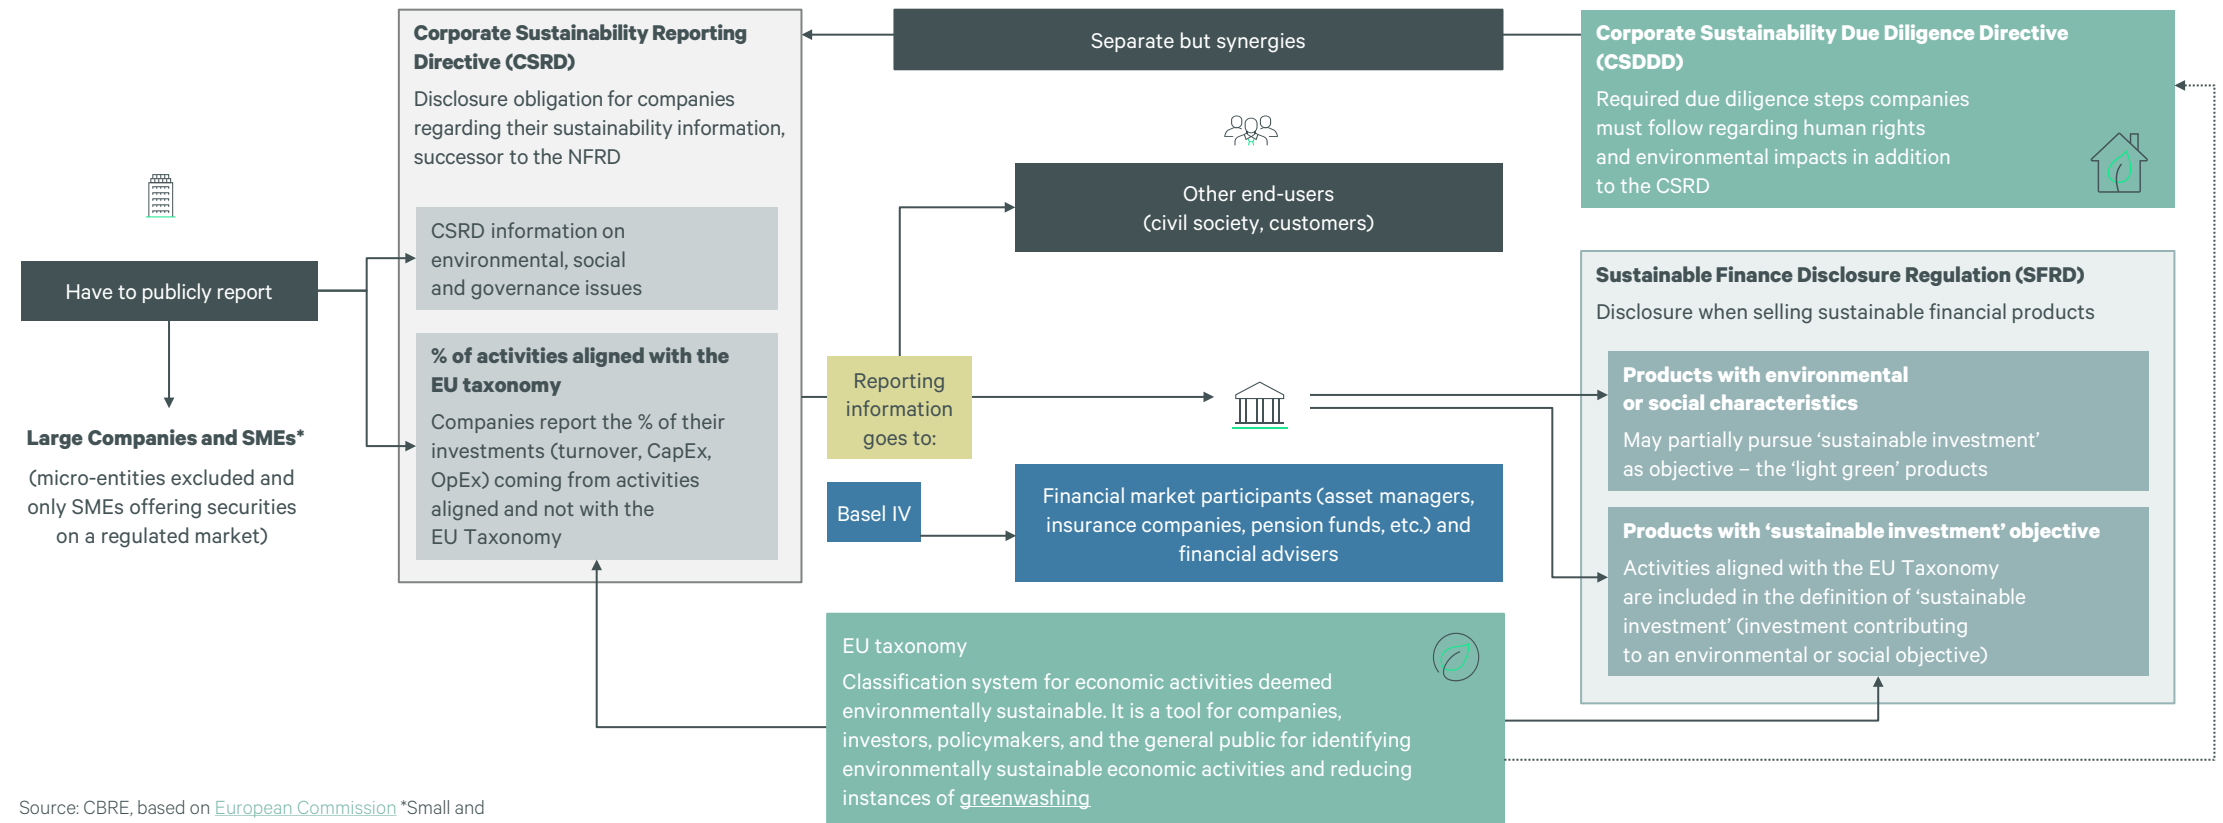 Have to publicly report
Large Companies and SMEs*
(micro-entities excluded and
only SMEs offering securities
on a regulated market)
Corporate Sustainability Reporting
Directive (CSRD)
Disclosure obligation for companies
regarding their sustainability information,
successor to the NFRD
CSRD information on
environmental, social
and governance issues
% of activities aligned with the
EU taxonomy
Companies report the % of their
investments (turnover, CapEx,
OpEx) coming from activities
aligned and not with the
EU Taxonomy
Separate but synergies
Other end-users
(civil society, customers)
Reporting
information
goes to:
Basel IV
Financial market participants (asset managers,
insurance companies, pension funds, etc.) and
financial advisers
EU taxonomy
Classification system for economic activities deemed
environmentally sustainable. It is a tool for companies,
investors, policymakers, and the general public for identifying
environmentally sustainable economic activities and reducing
instances of greenwashing
Corporate Sustainability Due Diligence Directive
(CSDDD)
Required due diligence steps companies
must follow regarding human rights
and environmental impacts in addition
to the CSRD
Sustainable Finance Disclosure Regulation (SFRD)
Disclosure when selling sustainable financial products
Products with environmental
or social characteristics
May partially pursue ‘sustainable investment’
as objective – the ‘light green’ products
Products with ‘sustainable investment’ objective
Activities aligned with the EU Taxonomy
are included in the definition of ‘sustainable
investment’ (investment contributing
to an environmental or social objective)
Source: CBRE, based on European Commission *Small and